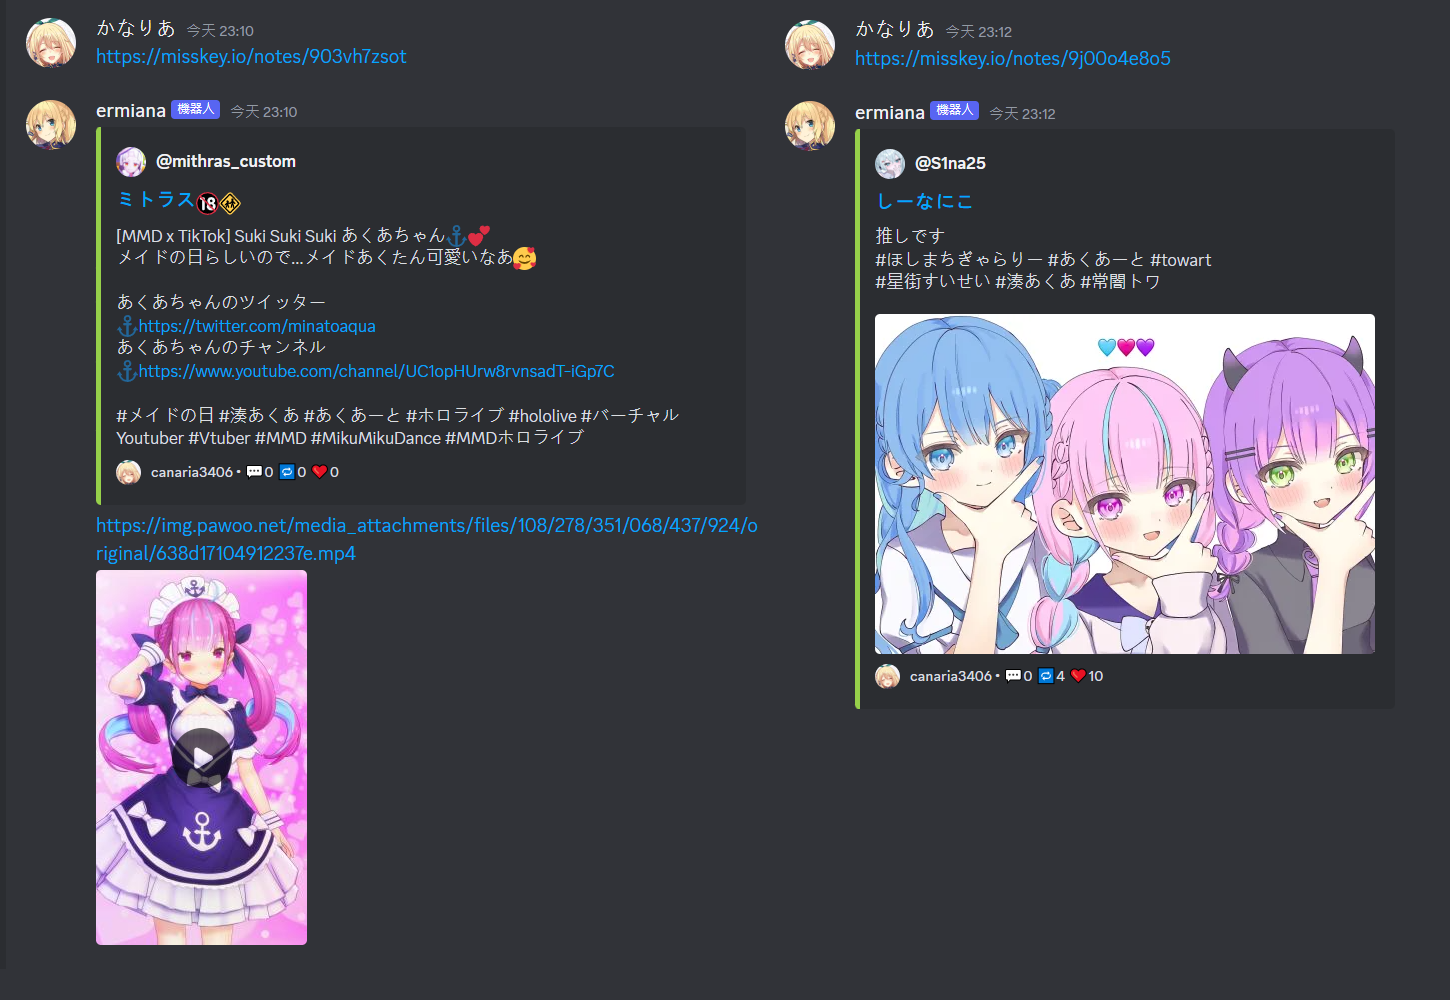 かなりあ 今天 23:10
https://misskey.io/notes/903vh7zsot
ermiana 機器人 今天 23:10
@mithras_custom
ミトラス🔞🚸
[MMD x TikTok] Suki Suki Suki あくあちゃん⚓💕
メイドの日らしいので...メイドあくたん可愛いなあ🥰
あくあちゃんのツイッター
⚓https://twitter.com/minatoaqua
あくあちゃんのチャンネル
⚓https://www.youtube.com/channel/UC1opHUrw8rvnsadT-iGp7C
#メイドの日 #湊あくあ #あくあーと #ホロライブ #hololive #バーチャル
Youtuber #Vtuber #MMD #MikuMikuDance #MMDホロライブ
canaria3406 • 💬0 🔁0 ❤️0
https://img.pawoo.net/media_attachments/files/108/278/351/068/437/924/o
riginal/638d17104912237e.mp4
かなりあ 今天 23:12
https://misskey.io/notes/9j00o4e8o5
ermiana 機器人 今天 23:12
@S1na25
しーなにこ
推しです
#ほしまちぎゃらりー #あくあーと #towart
#星街すいせい #湊あくあ #常闇トワ
canaria3406 • 💬0 🔁4 ❤️10